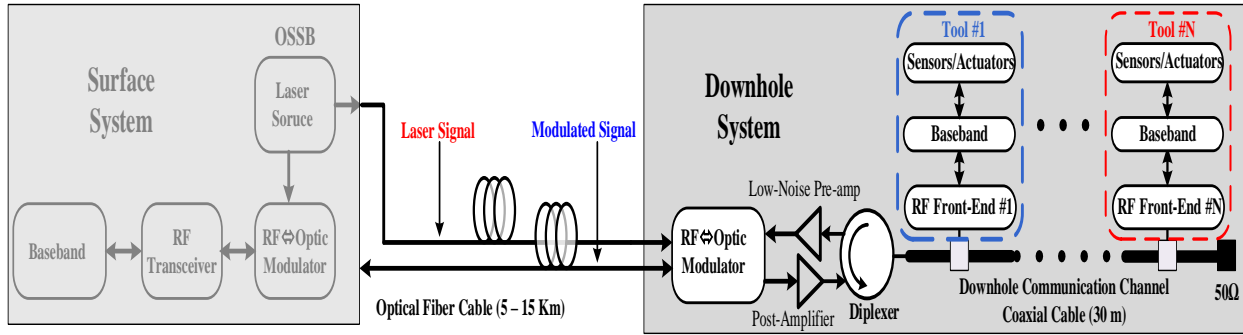 Surface
System
OSSB
Laser
Soruce
Baseband
RF
Transceiver
RF⇔Optic
Modulator
Laser Signal
Modulated Signal
Optical Fiber Cable (5 – 15 Km)
Downhole
System
RF⇔Optic
Modulator
Low-Noise Pre-amp
Post-Amplifier
Diplexer
Tool #1
Sensors/Actuators
Baseband
RF Front-End #1
Tool #N
Sensors/Actuators
Baseband
RF Front-End #N
Downhole Communication Channel
Coaxial Cable (30 m)
50Ω